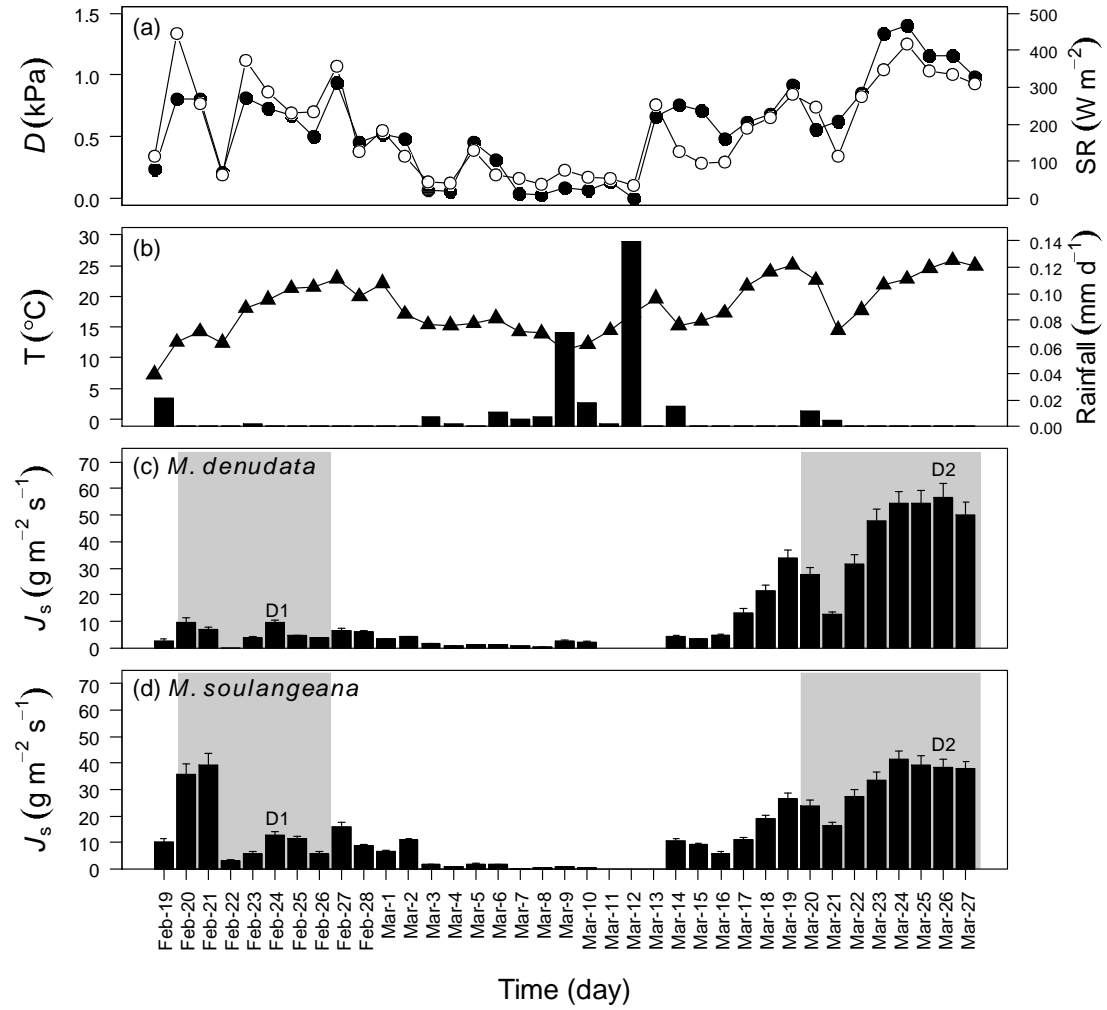 (a)
1.5
1.0
0.5
0.0
D (kPa)
500
400
300
200
100
0
SR (W m−2)
(b)
30
25
20
15
10
5
0
T (°C)
0.14
0.12
0.10
0.08
0.06
0.04
0.02
0.00
Rainfall (mm d−1)
(c) M. denudata
70
60
50
40
30
20
10
0
Js (g m−2 s−1)
D1
D2
(d) M. soulangeana
70
60
50
40
30
20
10
0
Js (g m−2 s−1)
D1
D2
Feb-19
Feb-20
Feb-21
Feb-22
Feb-23
Feb-24
Feb-25
Feb-26
Feb-27
Feb-28
Mar-1
Mar-2
Mar-3
Mar-4
Mar-5
Mar-6
Mar-7
Mar-8
Mar-9
Mar-10
Mar-11
Mar-12
Mar-13
Mar-14
Mar-15
Mar-16
Mar-17
Mar-18
Mar-19
Mar-20
Mar-21
Mar-22
Mar-23
Mar-24
Mar-25
Mar-26
Mar-27
Time (day)